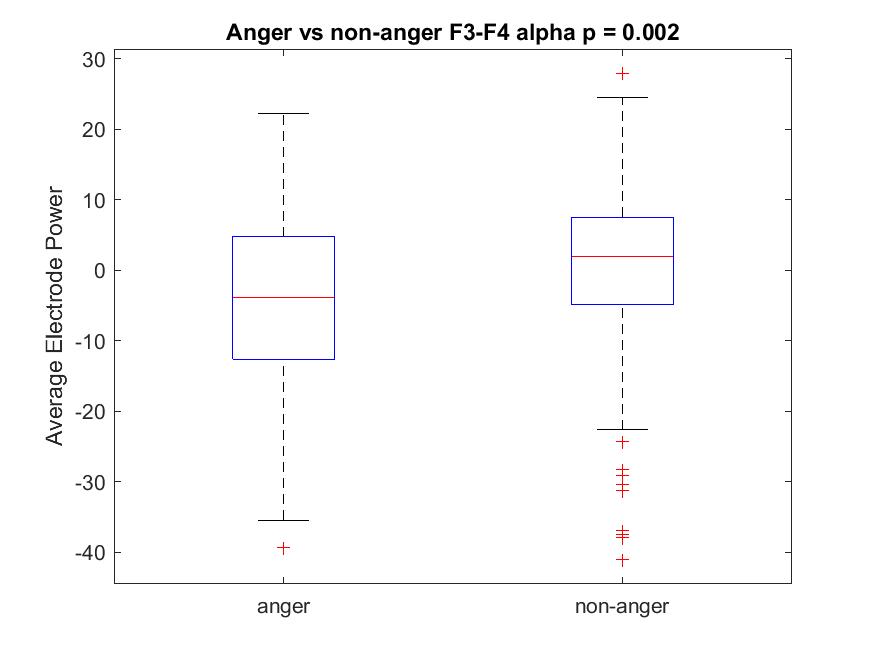 Anger vs non-anger F3-F4 alpha p = 0.002
Average Electrode Power
30
20
10
0
-10
-20
-30
-40
anger
non-anger